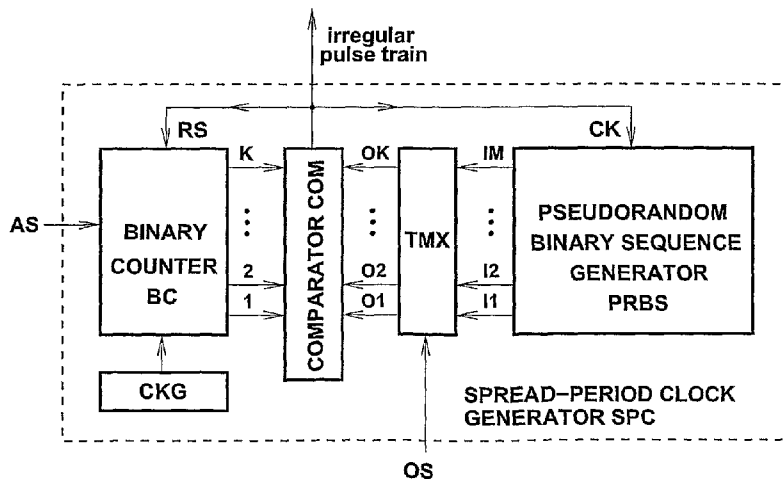 irregular
pulse train
RS
CK
K
OK
IM
AS
BINARY
COUNTER
BC
COMPARATOR COM
TMX
PSEUDORANDOM
BINARY SEQUENCE
GENERATOR
PRBS
2
O2
I2
1
O1
I1
CKG
SPREAD-PERIOD CLOCK
GENERATOR SPC
OS